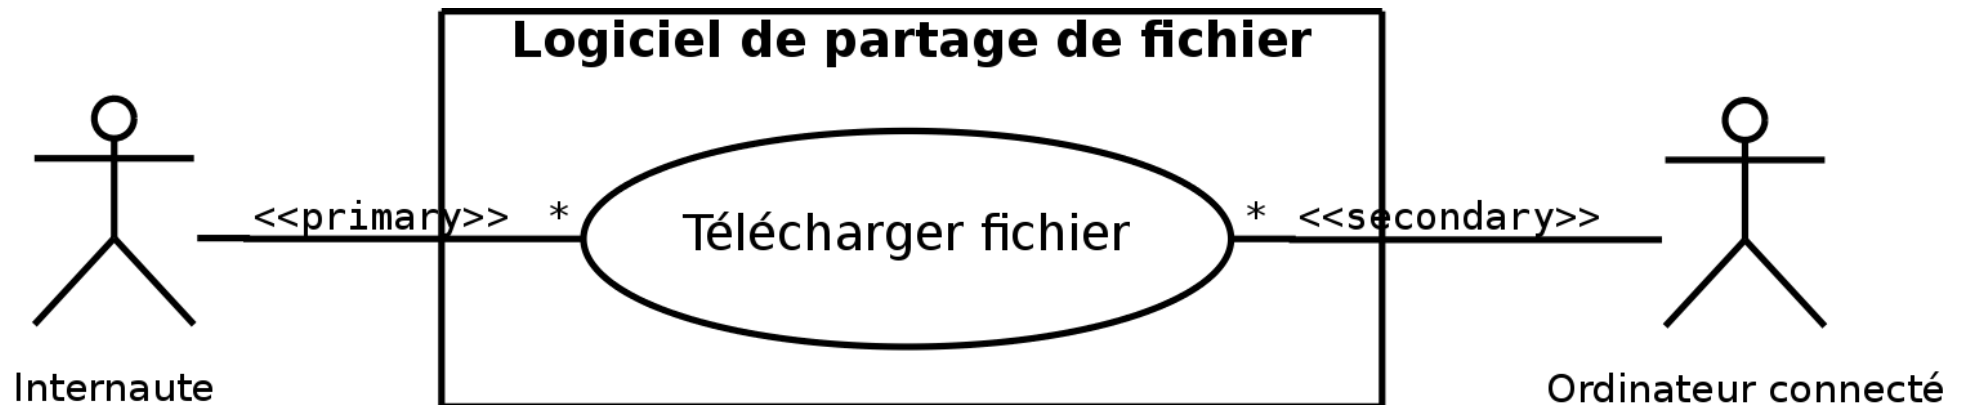 Logiciel de partage de fichier
<<primary>> * Télécharger fichier * <<secondary>>
Internaute
Ordinateur connecté